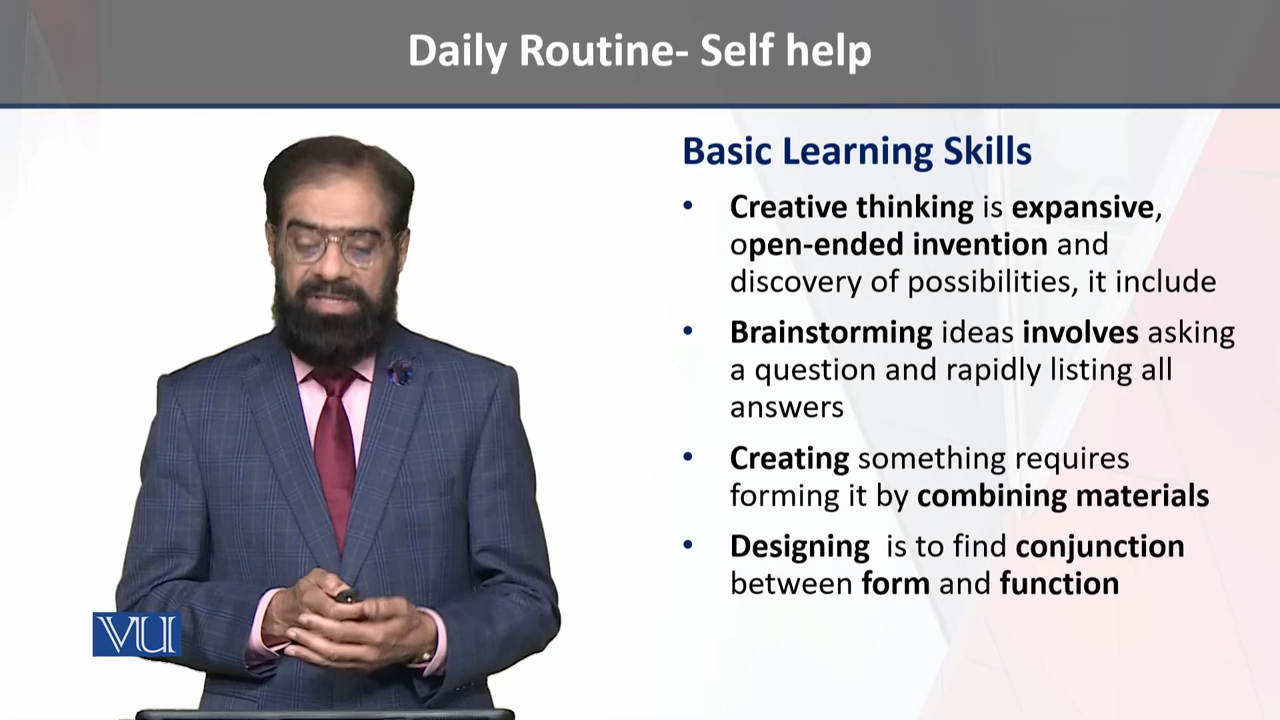 Daily Routine- Self help
Basic Learning Skills
• Creative thinking is expansive,
open-ended invention and
discovery of possibilities, it include
• Brainstorming ideas involves asking
a question and rapidly listing all
answers
• Creating something requires
forming it by combining materials
• Designing  is to find conjunction
between form and function
VU